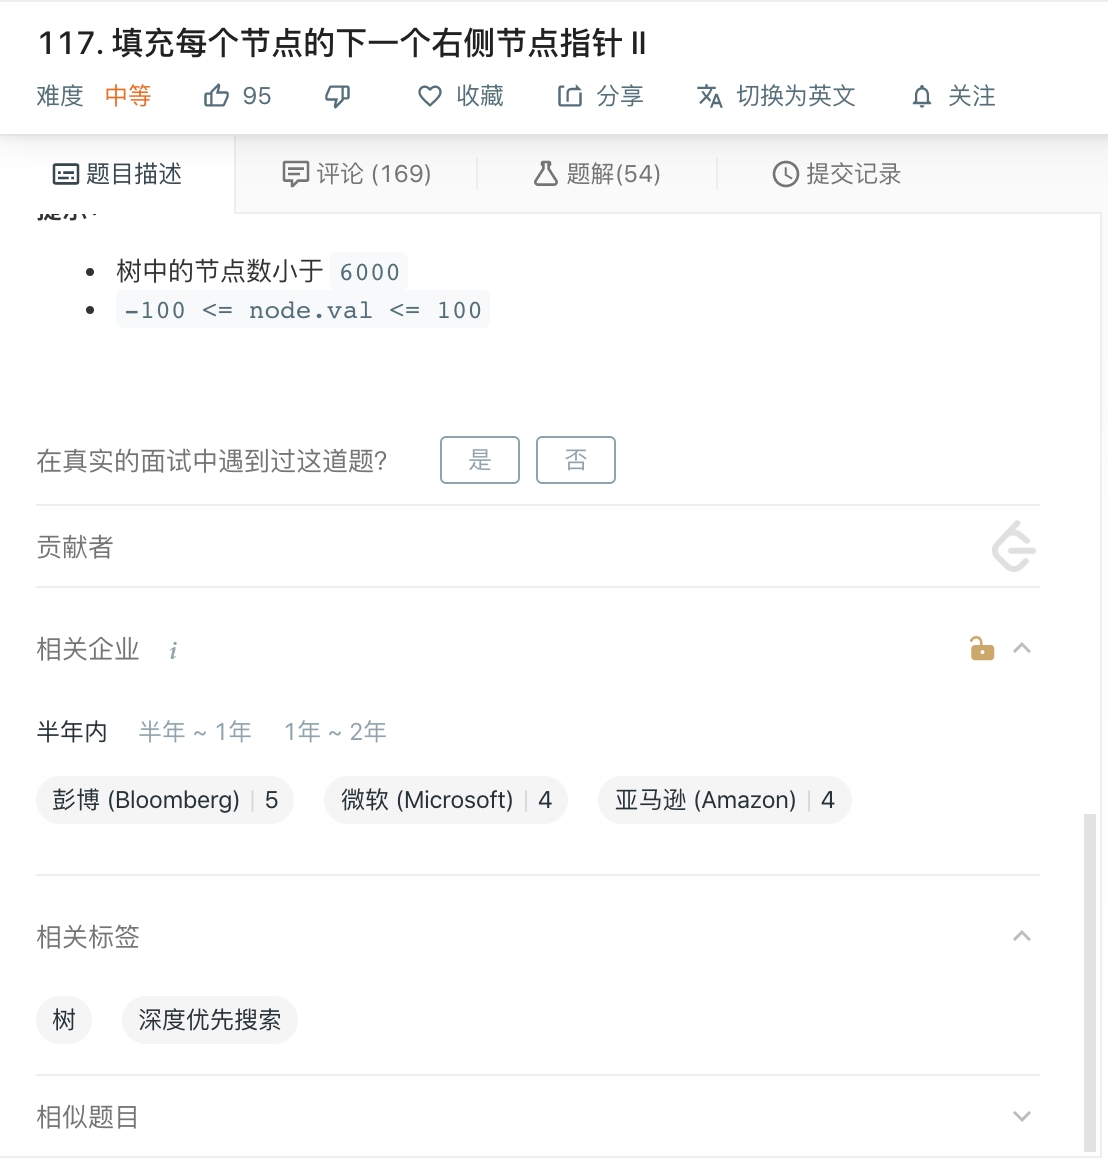 117. 填充每个节点的下一个右侧节点指针 II
难度 中等 95 收藏 分享 切换为英文 关注
题目描述 评论 (169) 题解(54) 提交记录
提示:
树中的节点数小于 6000
-100 <= node.val <= 100
在真实的面试中遇到过这道题? 是 否
贡献者
相关企业 i
半年内 半年 ~ 1年 1年 ~ 2年
彭博 (Bloomberg) | 5 微软 (Microsoft) | 4 亚马逊 (Amazon) | 4
相关标签
树 深度优先搜索
相似题目